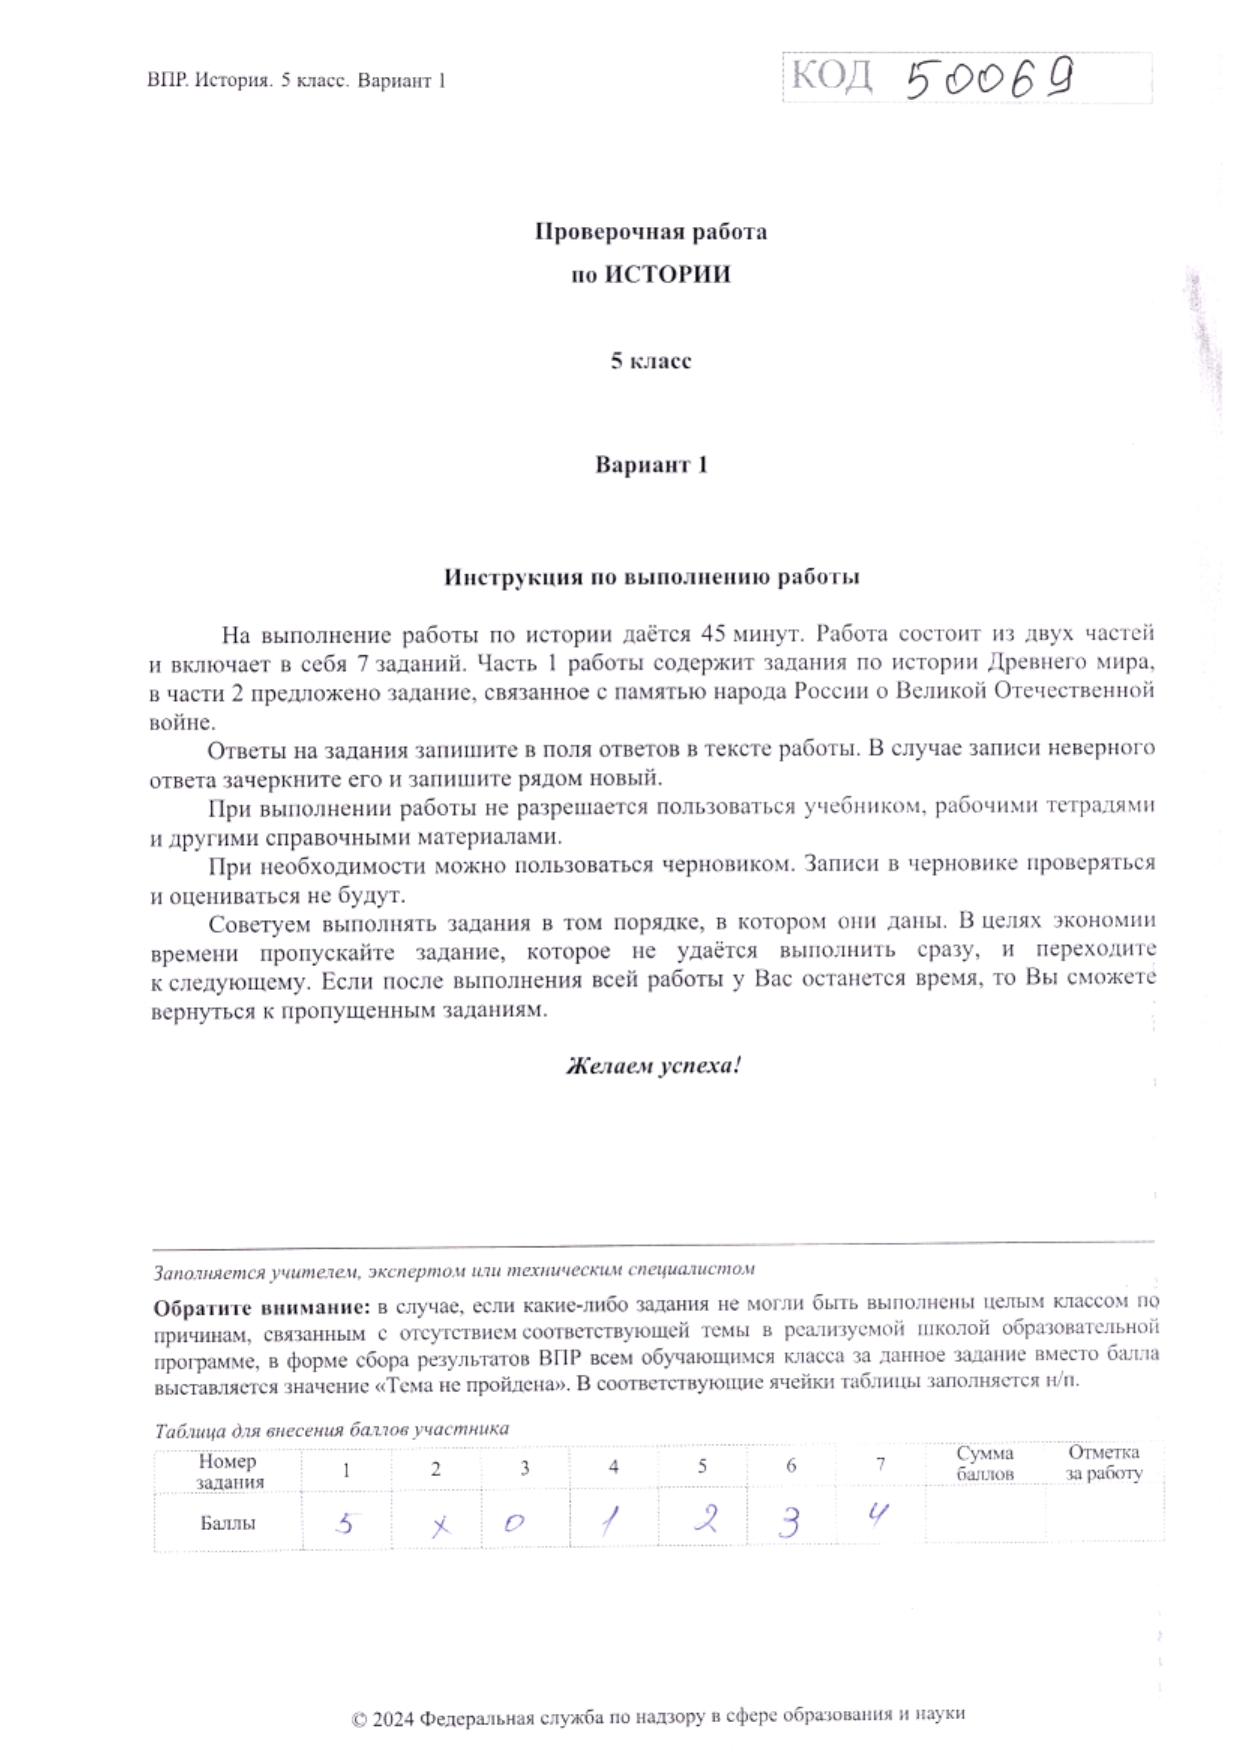 ВПР. История. 5 класс. Вариант 1
КОД 50069
Проверочная работа
по ИСТОРИИ
5 класс
Вариант 1
Инструкция по выполнению работы
На выполнение работы по истории даётся 45 минут. Работа состоит из двух частей
и включает в себя 7 заданий. Часть 1 работы содержит задания по истории Древнего мира,
в части 2 предложено задание, связанное с памятью народа России о Великой Отечественной
войне.
Ответы на задания запишите в поля ответов в тексте работы. В случае записи неверного
ответа зачеркните его и запишите рядом новый.
При выполнении работы не разрешается пользоваться учебником, рабочими тетрадями
и другими справочными материалами.
При необходимости можно пользоваться черновиком. Записи в черновике проверяться
и оцениваться не будут.
Советуем выполнять задания в том порядке, в котором они даны. В целях экономии
времени пропускайте задание, которое не удаётся выполнить сразу, и переходите
к следующему. Если после выполнения всей работы у Вас останется время, то Вы сможете
вернуться к пропущенным заданиям.
Желаем успеха!
Заполняется учителем, экспертом или техническим специалистом
Обратите внимание: в случае, если какие-либо задания не могли быть выполнены целым классом по
причинам, связанным с отсутствием соответствующей темы в реализуемой школой образовательной
программе, в форме сбора результатов ВПР всем обучающимся класса за данное задание вместо балла
выставляется значение «Тема не пройдена». В соответствующие ячейки таблицы заполняется н/п.
Таблица для внесения баллов участника
Номер задания 1 2 3 4 5 6 7 Сумма баллов Отметка за работу
Баллы 5 х 0 1 2 3 4
© 2024 Федеральная служба по надзору в сфере образования и науки